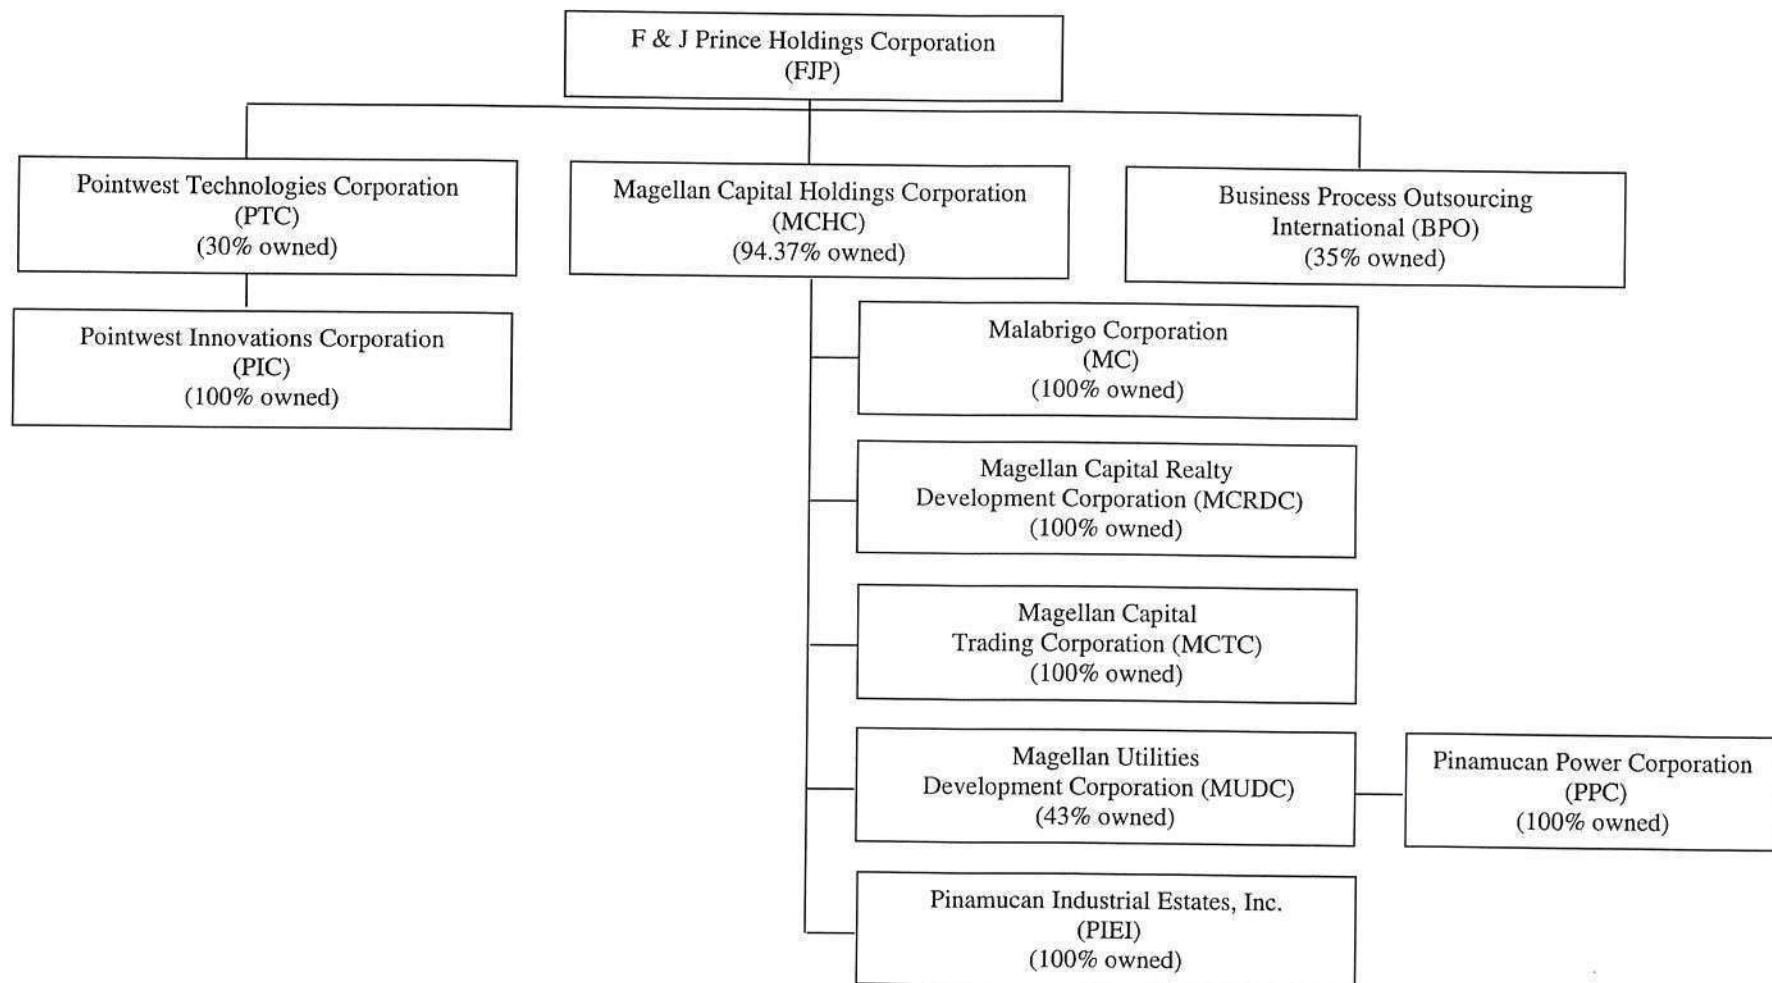 F & J Prince Holdings Corporation
(FJP)
Pointwest Technologies Corporation
(PTC)
(30% owned)
Magellan Capital Holdings Corporation
(MCHC)
(94.37% owned)
Business Process Outsourcing
International (BPO)
(35% owned)
Pointwest Innovations Corporation
(PIC)
(100% owned)
Malabrigo Corporation
(MC)
(100% owned)
Magellan Capital Realty
Development Corporation (MCRDC)
(100% owned)
Magellan Capital
Trading Corporation (MCTC)
(100% owned)
Magellan Utilities
Development Corporation (MUDC)
(43% owned)
Pinamucan Power Corporation
(PPC)
(100% owned)
Pinamucan Industrial Estates, Inc.
(PIEI)
(100% owned)